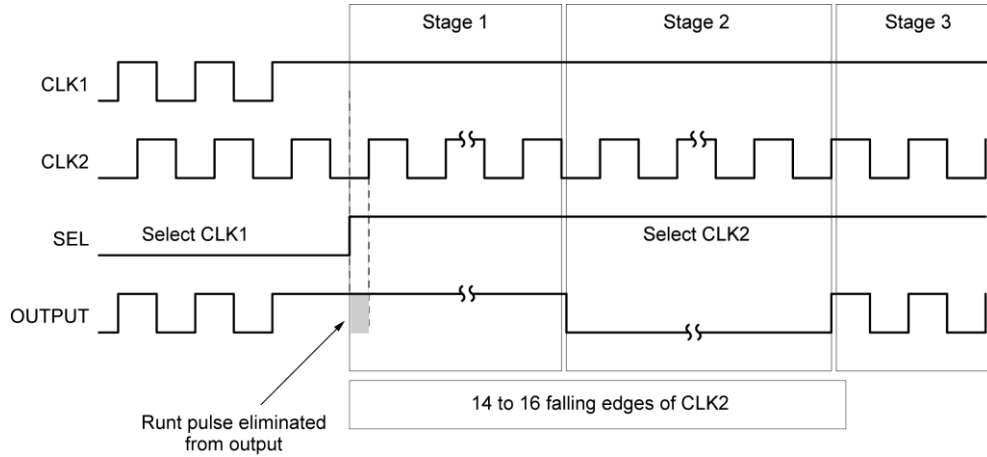 Stage 1
Stage 2
Stage 3
CLK1
CLK2
SEL
Select CLK1
Select CLK2
OUTPUT
14 to 16 falling edges of CLK2
Runt pulse eliminated
from output